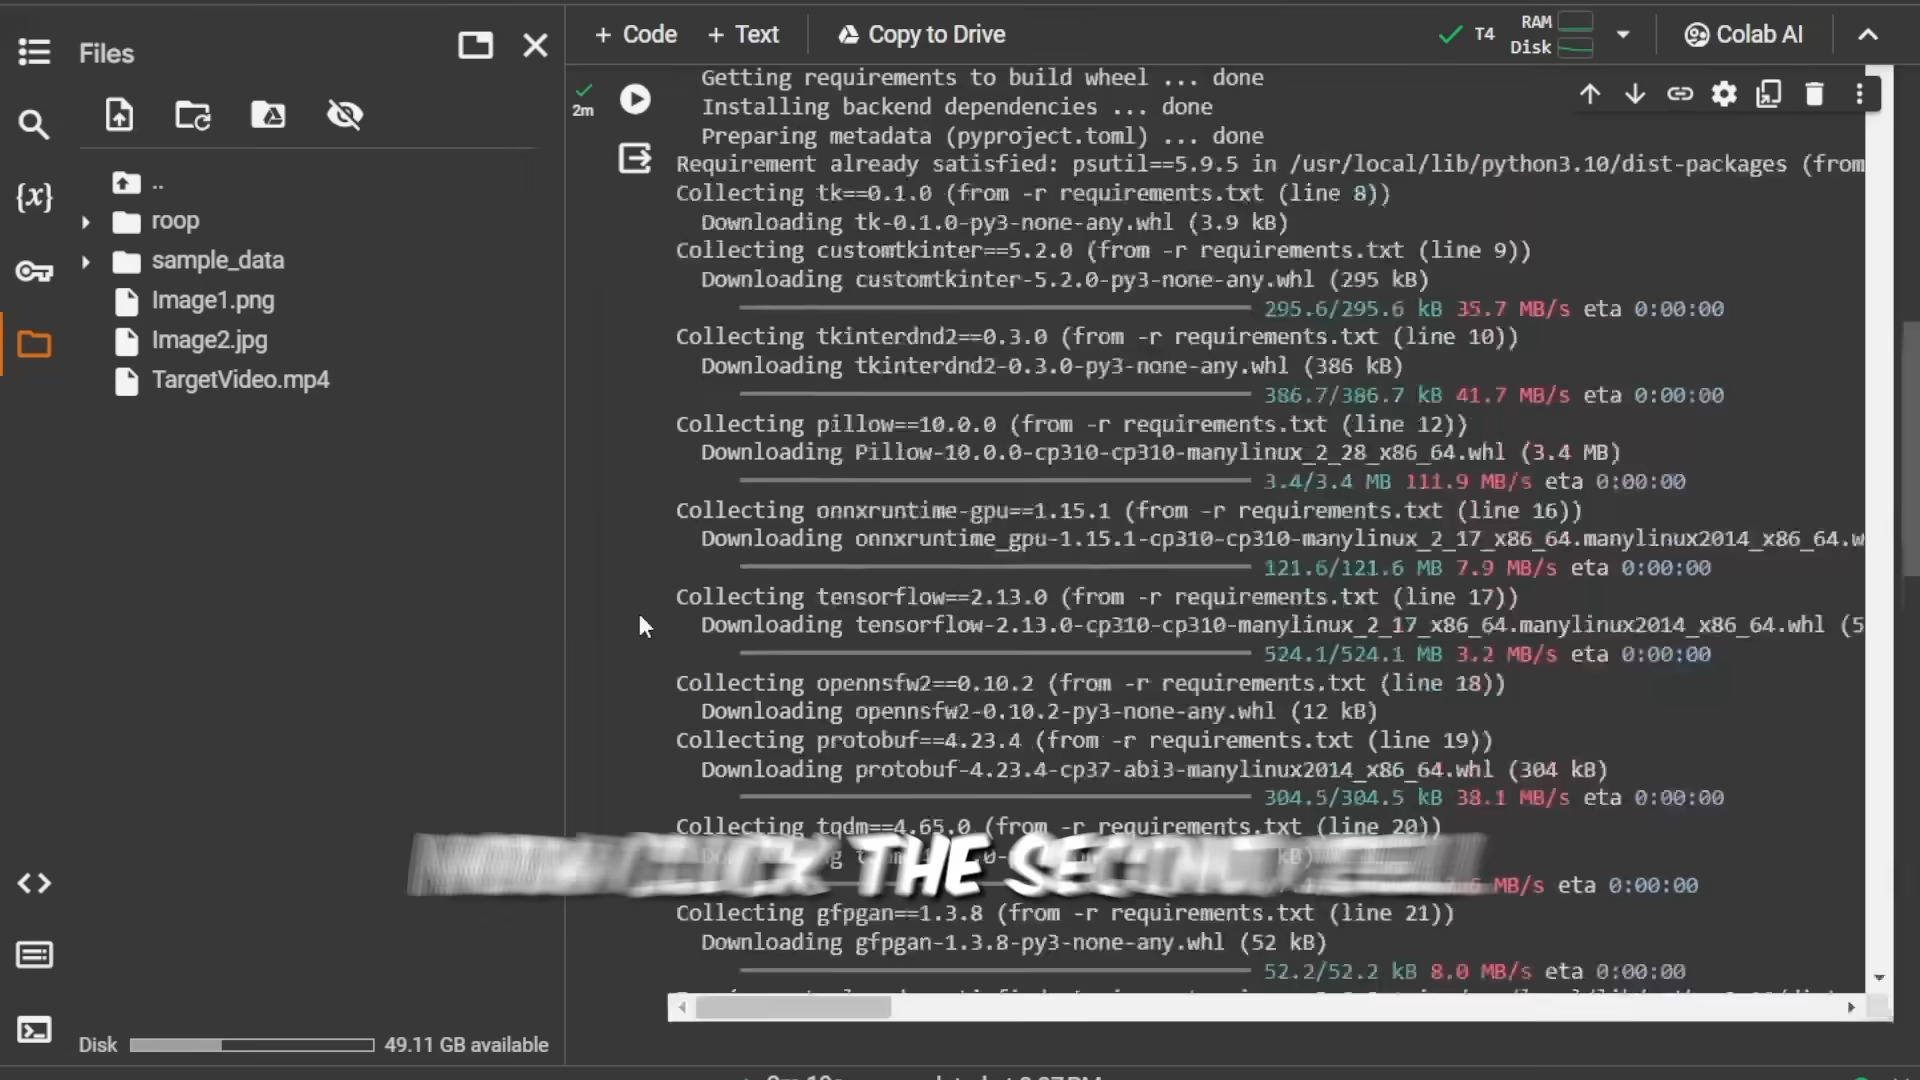 Files
+ Code + Text
Copy to Drive
T4
RAM
Disk
Colab AI
2m
{x}
..
roop
sample_data
Image1.png
Image2.jpg
TargetVideo.mp4
Getting requirements to build wheel ... done
Installing backend dependencies ... done
Preparing metadata (pyproject.toml) ... done
Requirement already satisfied: psutil==5.9.5 in /usr/local/lib/python3.10/dist-packages (from
Collecting tk==0.1.0 (from -r requirements.txt (line 8))
Downloading tk-0.1.0-py3-none-any.whl (3.9 kB)
Collecting customtkinter==5.2.0 (from -r requirements.txt (line 9))
Downloading customtkinter-5.2.0-py3-none-any.whl (295 kB)
295.6/295.6 kB 35.7 MB/s eta 0:00:00
Collecting tkinterdnd2==0.3.0 (from -r requirements.txt (line 10))
Downloading tkinterdnd2-0.3.0-py3-none-any.whl (386 kB)
386.7/386.7 kB 41.7 MB/s eta 0:00:00
Collecting pillow==10.0.0 (from -r requirements.txt (line 12))
Downloading Pillow-10.0.0-cp310-cp310-manylinux_2_28_x86_64.whl (3.4 MB)
3.4/3.4 MB 111.9 MB/s eta 0:00:00
Collecting onnxruntime-gpu==1.15.1 (from -r requirements.txt (line 16))
Downloading onnxruntime_gpu-1.15.1-cp310-cp310-manylinux_2_17_x86_64.manylinux2014_x86_64.w
121.6/121.6 MB 7.9 MB/s eta 0:00:00
Collecting tensorflow==2.13.0 (from -r requirements.txt (line 17))
Downloading tensorflow-2.13.0-cp310-cp310-manylinux_2_17_x86_64.manylinux2014_x86_64.whl (5
524.1/524.1 MB 3.2 MB/s eta 0:00:00
Collecting opennsfw2==0.10.2 (from -r requirements.txt (line 18))
Downloading opennsfw2-0.10.2-py3-none-any.whl (12 kB)
Collecting protobuf==4.23.4 (from -r requirements.txt (line 19))
Downloading protobuf-4.23.4-cp37-abi3-manylinux2014_x86_64.whl (304 kB)
304.5/304.5 kB 38.1 MB/s eta 0:00:00
Collecting tqdm==4.65.0 (from -r requirements.txt (line 20))
CLICK THE SECOND
MB/s eta 0:00:00
Collecting gfpgan==1.3.8 (from -r requirements.txt (line 21))
Downloading gfpgan-1.3.8-py3-none-any.whl (52 kB)
52.2/52.2 kB 8.0 MB/s eta 0:00:00
Disk
49.11 GB available